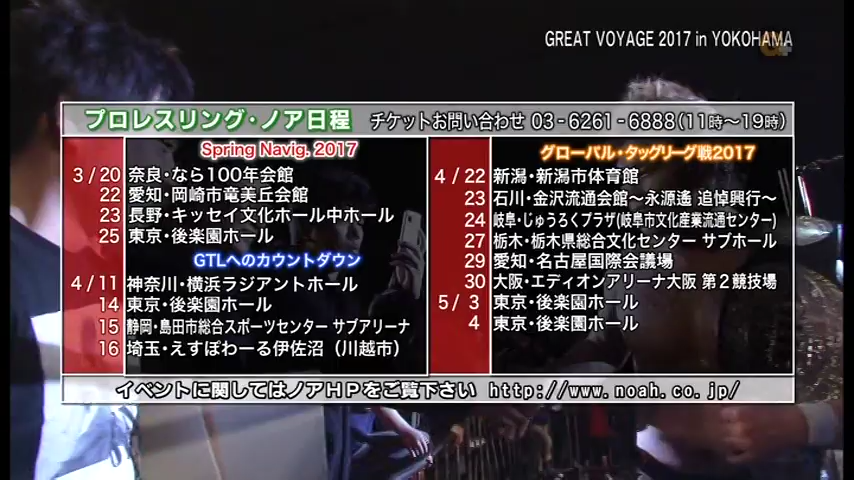 GREAT VOYAGE 2017 in YOKOHAMA
G+
プロレスリング・ノア日程 チケットお問い合わせ 03-6261-6888(11時～19時)
Spring Navig. 2017
3/20 奈良・なら100年会館
22 愛知・岡崎市竜美丘会館
23 長野・キッセイ文化ホール中ホール
25 東京・後楽園ホール
GTLへのカウントダウン
4/11 神奈川・横浜ラジアントホール
14 東京・後楽園ホール
15 静岡・島田市総合スポーツセンター サブアリーナ
16 埼玉・えすぽわーる伊佐沼（川越市）
グローバル・タッグリーグ戦2017
4/22 新潟・新潟市体育館
23 石川・金沢流通会館～永源遙 追悼興行～
24 岐阜・じゅうろくプラザ(岐阜市文化産業流通センター)
27 栃木・栃木県総合文化センター サブホール
29 愛知・名古屋国際会議場
30 大阪・エディオンアリーナ大阪 第２競技場
5/3 東京・後楽園ホール
4 東京・後楽園ホール
イベントに関してはノアＨＰをご覧下さい http://www.noah.co.jp/